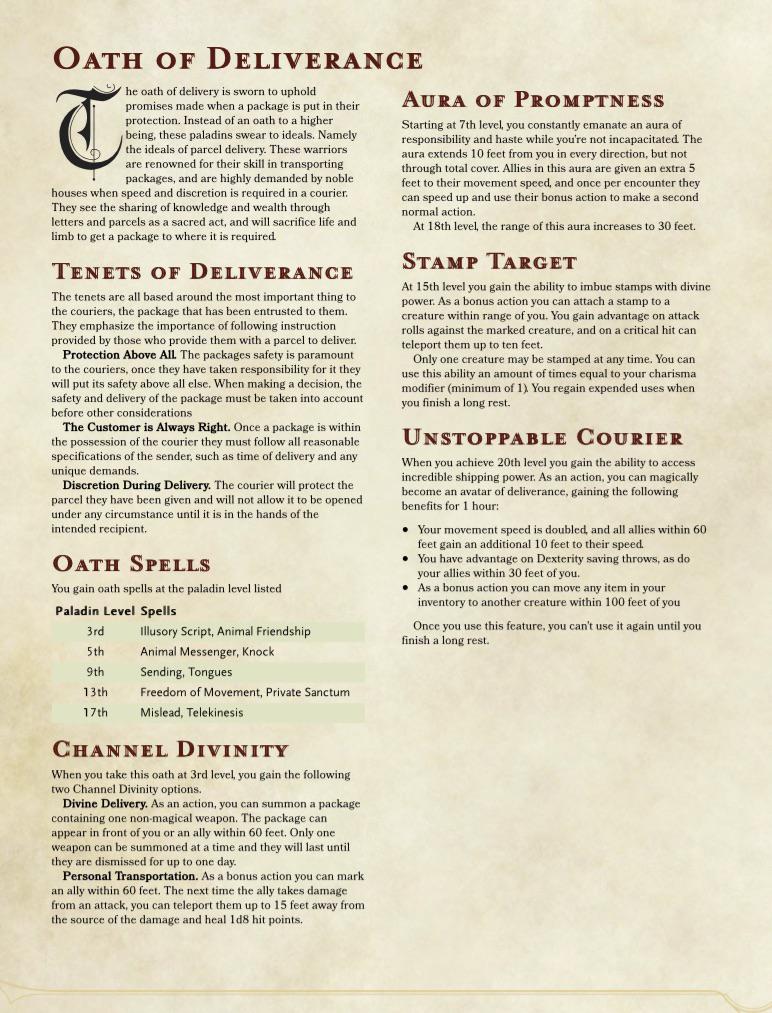 OATH OF DELIVERANCE
The oath of delivery is sworn to uphold
promises made when a package is put in their
protection. Instead of an oath to a higher
being, these paladins swear to ideals. Namely
the ideals of parcel delivery. These warriors
are renowned for their skill in transporting
packages, and are highly demanded by noble
houses when speed and discretion is required in a courier.
They see the sharing of knowledge and wealth through
letters and parcels as a sacred act, and will sacrifice life and
limb to get a package to where it is required.
TENETS OF DELIVERANCE
The tenets are all based around the most important thing to
the couriers, the package that has been entrusted to them.
They emphasize the importance of following instruction
provided by those who provide them with a parcel to deliver.
Protection Above All. The packages safety is paramount
to the couriers, once they have taken responsibility for it they
will put its safety above all else. When making a decision, the
safety and delivery of the package must be taken into account
before other considerations
The Customer is Always Right. Once a package is within
the possession of the courier they must follow all reasonable
specifications of the sender, such as time of delivery and any
unique demands.
Discretion During Delivery. The courier will protect the
parcel they have been given and will not allow it to be opened
under any circumstance until it is in the hands of the
intended recipient.
OATH SPELLS
You gain oath spells at the paladin level listed
Paladin Level Spells
3rd Illusory Script, Animal Friendship
5th Animal Messenger, Knock
9th Sending, Tongues
13th Freedom of Movement, Private Sanctum
17th Mislead, Telekinesis
CHANNEL DIVINITY
When you take this oath at 3rd level, you gain the following
two Channel Divinity options.
Divine Delivery. As an action, you can summon a package
containing one non-magical weapon. The package can
appear in front of you or an ally within 60 feet. Only one
weapon can be summoned at a time and they will last until
they are dismissed for up to one day.
Personal Transportation. As a bonus action you can mark
an ally within 60 feet. The next time the ally takes damage
from an attack, you can teleport them up to 15 feet away from
the source of the damage and heal 1d8 hit points.
AURA OF PROMPTNESS
Starting at 7th level, you constantly emanate an aura of
responsibility and haste while you're not incapacitated. The
aura extends 10 feet from you in every direction, but not
through total cover. Allies in this aura are given an extra 5
feet to their movement speed, and once per encounter they
can speed up and use their bonus action to make a second
normal action.
At 18th level, the range of this aura increases to 30 feet.
STAMP TARGET
At 15th level you gain the ability to imbue stamps with divine
power. As a bonus action you can attach a stamp to a
creature within range of you. You gain advantage on attack
rolls against the marked creature, and on a critical hit can
teleport them up to ten feet.
Only one creature may be stamped at any time. You can
use this ability an amount of times equal to your charisma
modifier (minimum of 1). You regain expended uses when
you finish a long rest.
UNSTOPPABLE COURIER
When you achieve 20th level you gain the ability to access
incredible shipping power. As an action, you can magically
become an avatar of deliverance, gaining the following
benefits for 1 hour:
• Your movement speed is doubled, and all allies within 60
feet gain an additional 10 feet to their speed.
• You have advantage on Dexterity saving throws, as do
your allies within 30 feet of you.
• As a bonus action you can move any item in your
inventory to another creature within 100 feet of you
Once you use this feature, you can't use it again until you
finish a long rest.